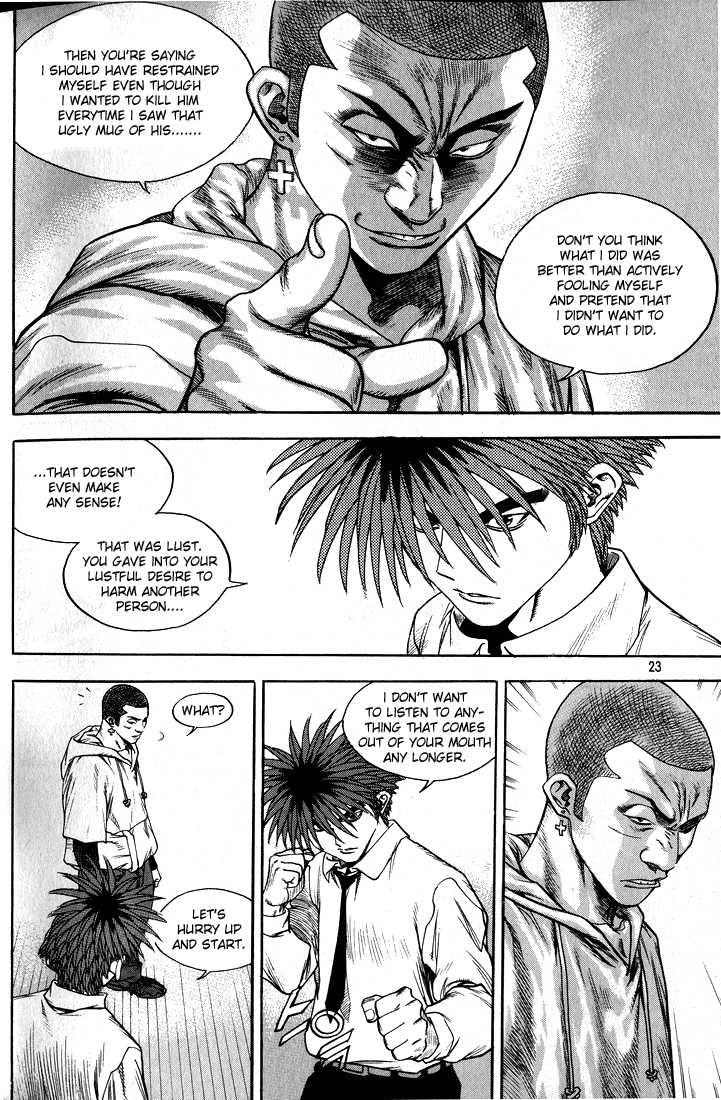 THEN YOU'RE SAYING
I SHOULD HAVE RESTRAINED
MYSELF EVEN THOUGH
I WANTED TO KILL HIM
EVERYTIME I SAW THAT
UGLY MUG OF HIS.......
DON'T YOU THINK
WHAT I DID WAS
BETTER THAN ACTIVELY
FOOLING MYSELF
AND PRETEND THAT
I DIDN'T WANT TO
DO WHAT I DID.
...THAT DOESN'T
EVEN MAKE
ANY SENSE!
THAT WAS LUST.
YOU GAVE INTO YOUR
LUSTFUL DESIRE TO
HARM ANOTHER
PERSON....
23
WHAT?
LET'S
HURRY UP
AND START.
I DON'T WANT
TO LISTEN TO ANY-
THING THAT COMES
OUT OF YOUR MOUTH
ANY LONGER.